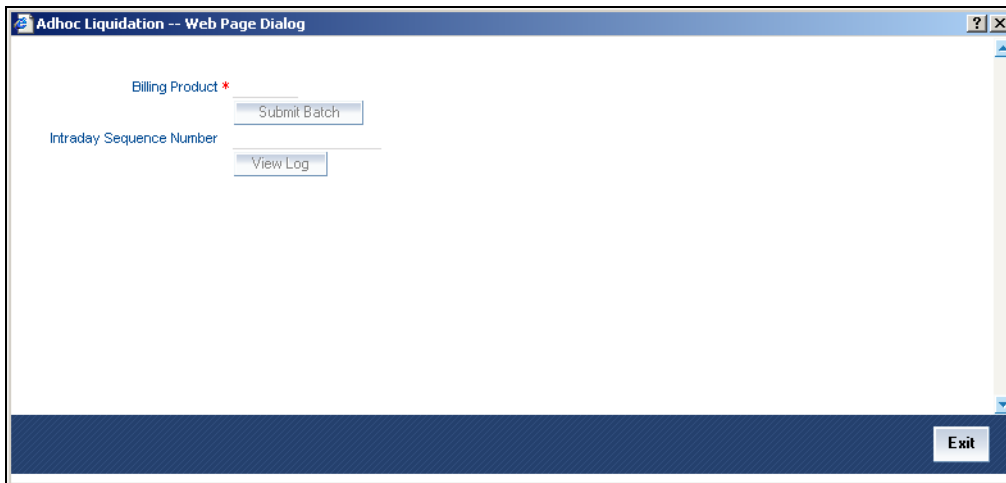 Adhoc Liquidation -- Web Page Dialog
Billing Product *
Submit Batch
Intraday Sequence Number
View Log
Exit